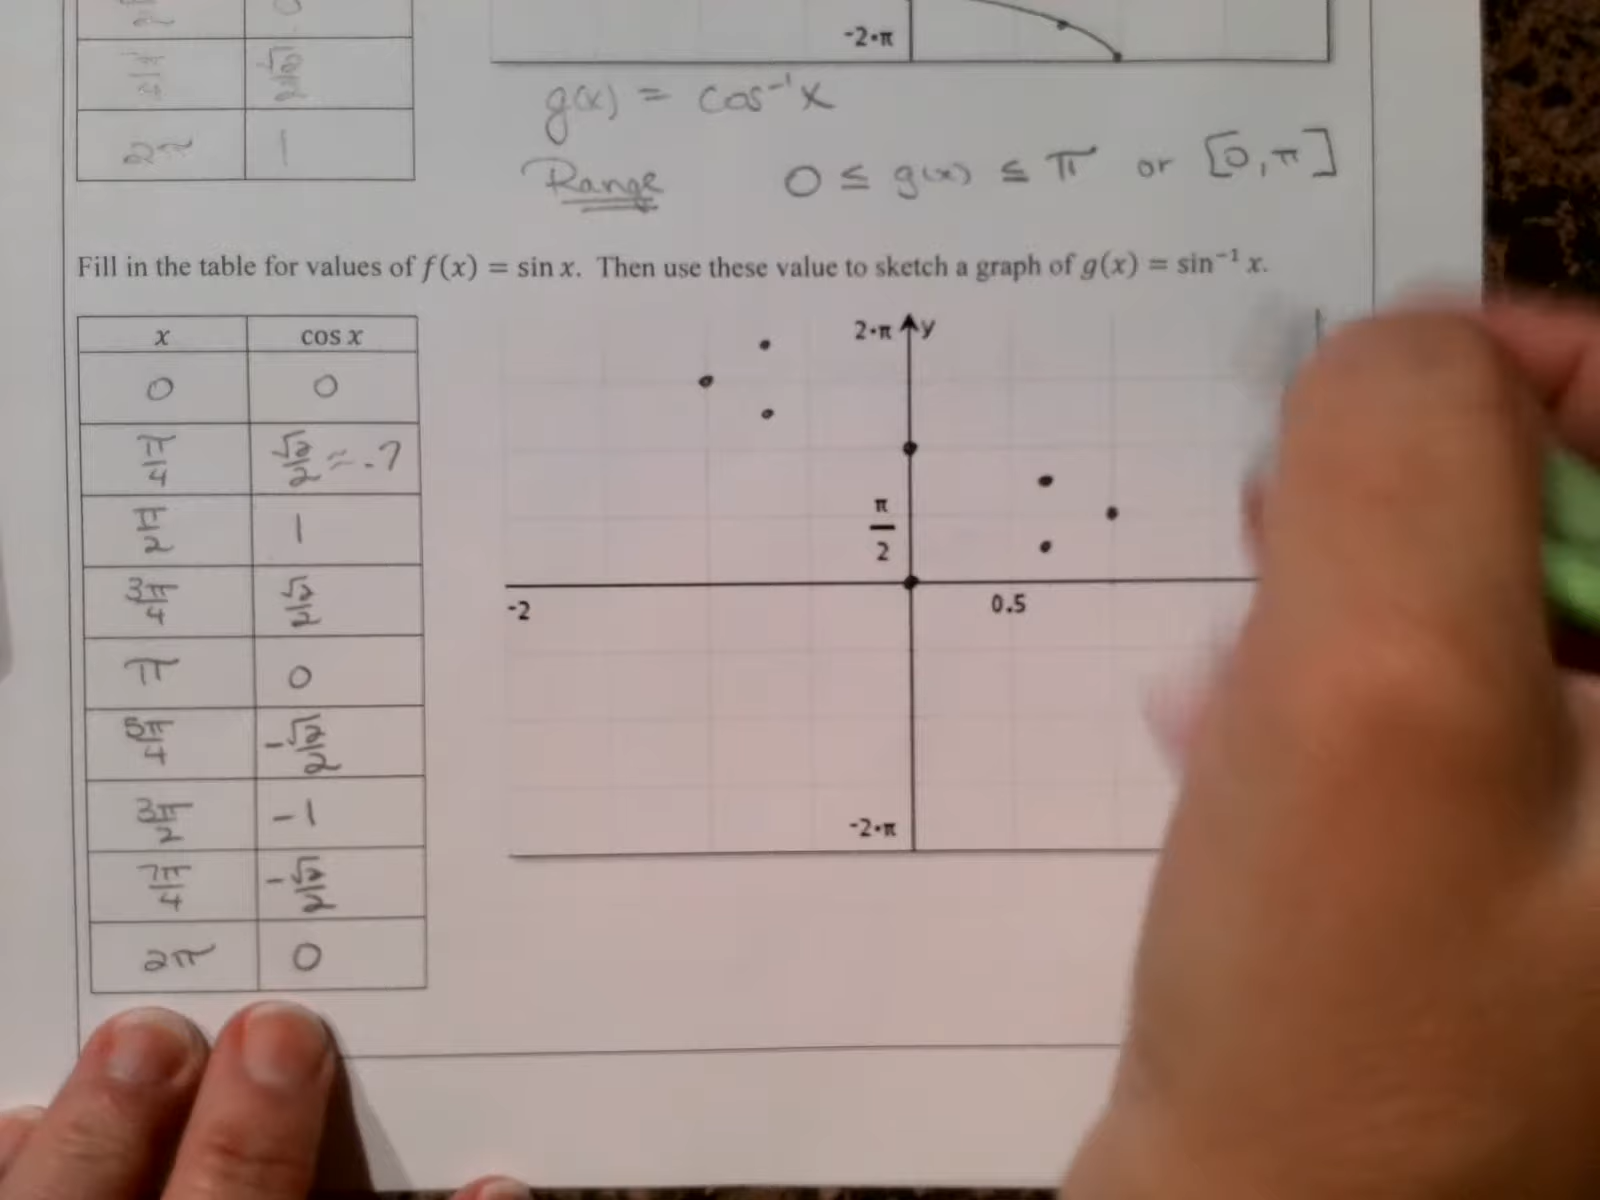 0
-2•π
√2/2
g(x) = cos⁻¹x
2π 1
Range 0 ≤ g(x) ≤ π or [0, π]
Fill in the table for values of f(x) = sin x. Then use these value to sketch a graph of g(x) = sin⁻¹ x.
x cos x
0 0
π/4 √2/2 ≈ .7
π/2 1
3π/4 √2/2
π 0
5π/4 -√2/2
3π/2 -1
7π/4 -√2/2
2π 0
2•π y
π/2
-2 0.5
-2•π